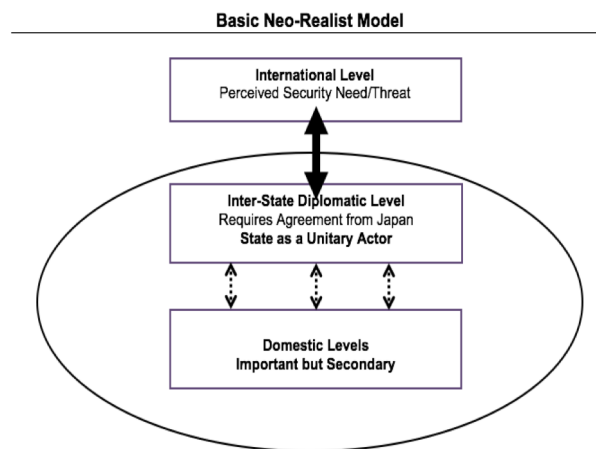 Basic Neo-Realist Model
International Level
Perceived Security Need/Threat
Inter-State Diplomatic Level
Requires Agreement from Japan
State as a Unitary Actor
Domestic Levels
Important but Secondary